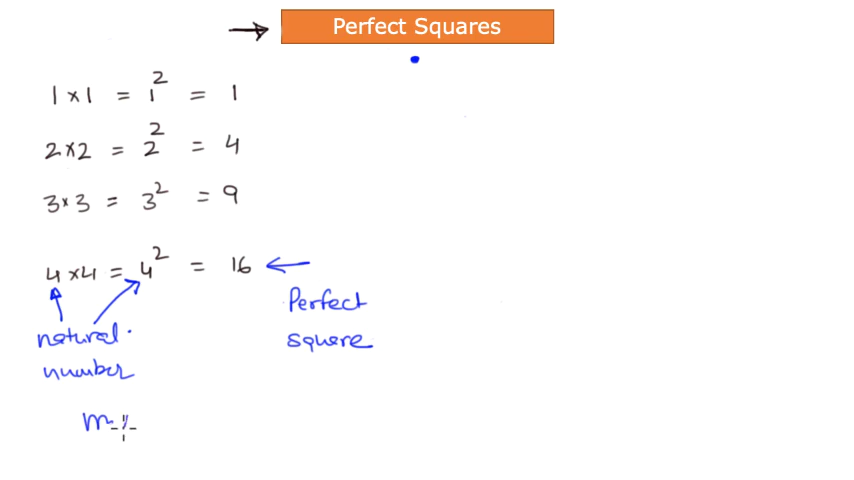 → Perfect Squares
1 × 1 = 1² = 1
2 × 2 = 2² = 4
3 × 3 = 3² = 9
4 × 4 = 4² = 16 ←
Perfect
square
natural
number
m